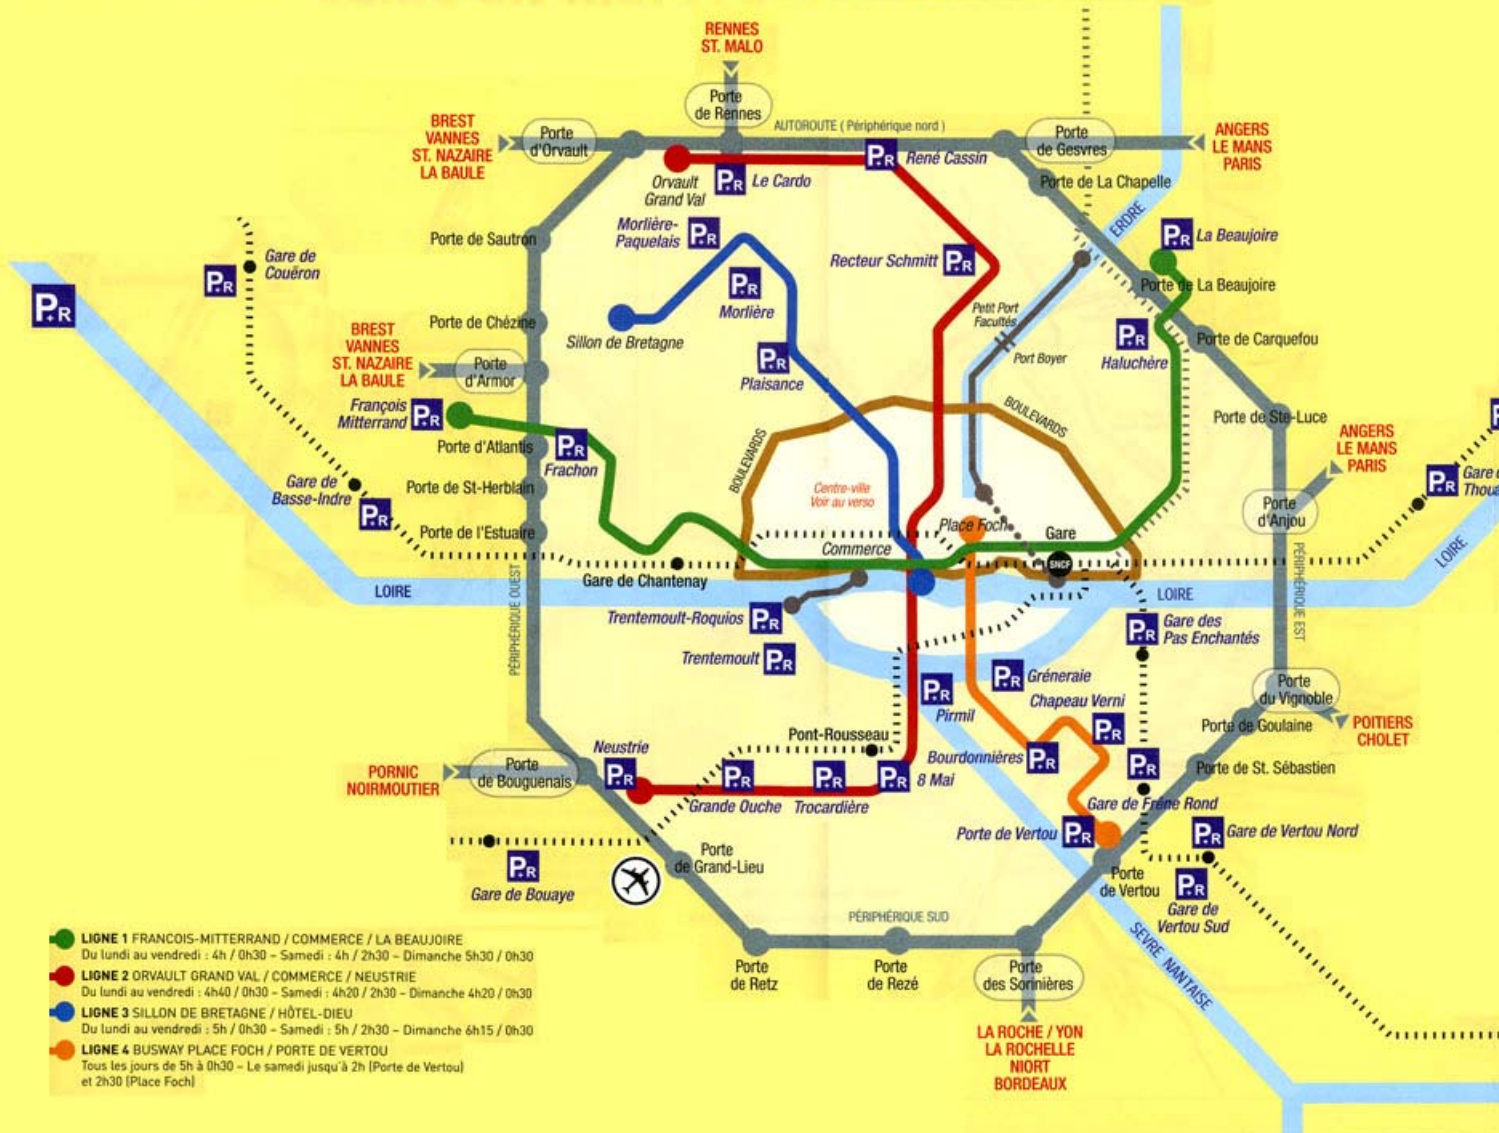 RENNES
ST. MALO
Porte
de Rennes
AUTOROUTE ( Périphérique nord )
BREST
VANNES
ST. NAZAIRE
LA BAULE
Porte
d'Orvault
Porte
de Gesvres
ANGERS
LE MANS
PARIS
P+R René Cassin
Orvault
Grand Val
P+R Le Cardo
Porte de La Chapelle
ERDRE
Morlière-
Paquelais
P+R
P+R La Beaujoire
Porte de Sautron
Recteur Schmitt P+R
Gare de
Couëron
P+R
P+R
Morlière
Porte de La Beaujoire
P+R
Petit Port
Facultés
Porte de Chézine
Sillon de Bretagne
P+R
Haluchère
Porte de Carquefou
Port Boyer
BREST
VANNES
ST. NAZAIRE
LA BAULE
Porte
d'Armor
P+R
Plaisance
François
Mitterrand
P+R
BOULEVARDS
BOULEVARDS
Porte de Ste-Luce
Porte d'Atlantis
P+R
Frachon
ANGERS
LE MANS
PARIS
Gare de
Basse-Indre
P+R
Porte de St-Herblain
Centre-ville
Voir au verso
P+R
Porte
d'Anjou
Porte de l'Estuaire
Place Foch
Gare
SNCF
Commerce
PÉRIPHÉRIQUE OUEST
PÉRIPHÉRIQUE EST
LOIRE
Gare de Chantenay
LOIRE
LOIRE
Trentemoult-Roquios P+R
P+R Gare des
Pas Enchantés
Trentemoult P+R
P+R
Pirmil
P+R Gréneraie
Chapeau Verni
P+R
Porte
du Vignoble
POITIERS
CHOLET
Porte de Goulaine
Pont-Rousseau
Neustrie
P+R
Bourdonnières P+R
P+R
Porte de St. Sébastien
PORNIC
NOIRMOUTIER
Porte
de Bouguenais
P+R
Grande Ouche
P+R
Trocardière
P+R 8 Mai
Gare de Frêne Rond
Porte de Vertou P+R
P+R Gare de Vertou Nord
Porte
de Grand-Lieu
P+R
Gare de Bouaye
Porte
de Vertou
P+R
Gare de
Vertou Sud
PÉRIPHÉRIQUE SUD
SEVRE NANTAISE
Porte
de Retz
Porte
de Rezé
Porte
des Sorinières
LA ROCHE / YON
LA ROCHELLE
NIORT
BORDEAUX
LIGNE 1 FRANCOIS-MITTERRAND / COMMERCE / LA BEAUJOIRE
Du lundi au vendredi : 4h / 0h30 – Samedi : 4h / 2h30 – Dimanche 5h30 / 0h30
LIGNE 2 ORVAULT GRAND VAL / COMMERCE / NEUSTRIE
Du lundi au vendredi : 4h40 / 0h30 – Samedi : 4h20 / 2h30 – Dimanche 4h20 / 0h30
LIGNE 3 SILLON DE BRETAGNE / HÔTEL-DIEU
Du lundi au vendredi : 5h / 0h30 – Samedi : 5h / 2h30 – Dimanche 6h15 / 0h30
LIGNE 4 BUSWAY PLACE FOCH / PORTE DE VERTOU
Tous les jours de 5h à 0h30 – Le samedi jusqu'à 2h (Porte de Vertou)
et 2h30 (Place Foch)